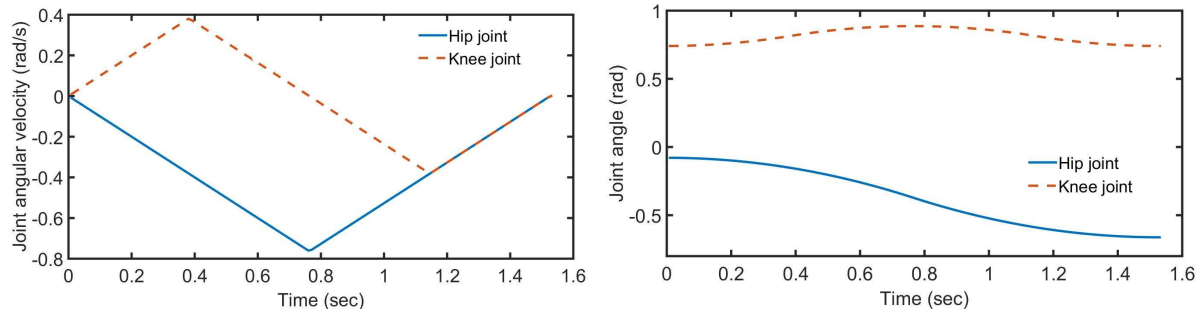 Joint angular velocity (rad/s)
0.4
0.2
0
-0.2
-0.4
-0.6
-0.8
Hip joint
Knee joint
0 0.2 0.4 0.6 0.8 1 1.2 1.4 1.6
Time (sec)
Joint angle (rad)
1
0.5
0
-0.5
Hip joint
Knee joint
0 0.2 0.4 0.6 0.8 1 1.2 1.4 1.6
Time (sec)